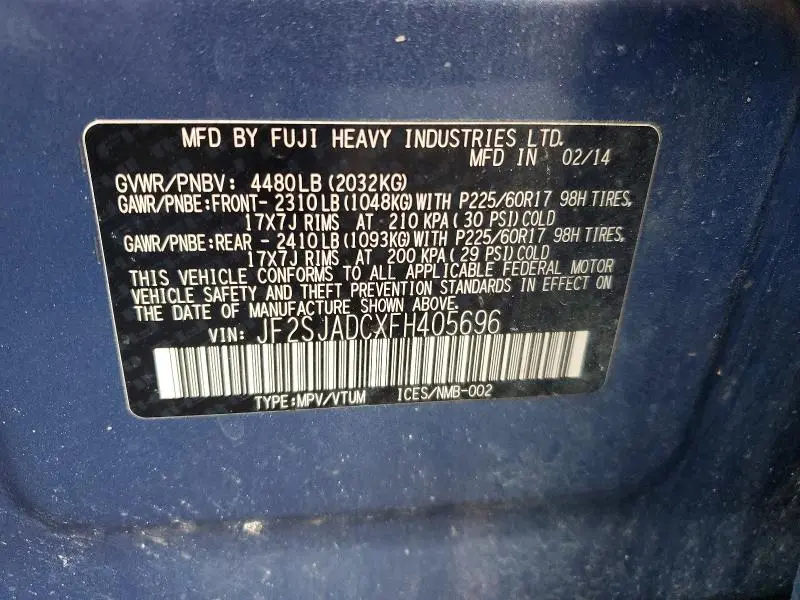 MFD BY FUJI HEAVY INDUSTRIES LTD.
MFD IN 02/14
GVWR/PNBV: 4480LB(2032KG)
GAWR/PNBE:FRONT- 2310LB(1048KG)WITH P225/60R17 98H TIRES,
17X7J RIMS AT 210 KPA( 30 PSI)COLD
GAWR/PNBE:REAR - 2410LB(1093KG)WITH P225/60R17 98H TIRES,
17X7J RIMS AT 200 KPA( 29 PSI)COLD
THIS VEHICLE CONFORMS TO ALL APPLICABLE FEDERAL MOTOR
VEHICLE SAFETY AND THEFT PREVENTION STANDARDS IN EFFECT ON
THE DATE OF MANUFACTURE SHOWN ABOVE.
VIN: JF2SJADCXFH405696
TYPE:MPV/VTUM ICES/NMB-002